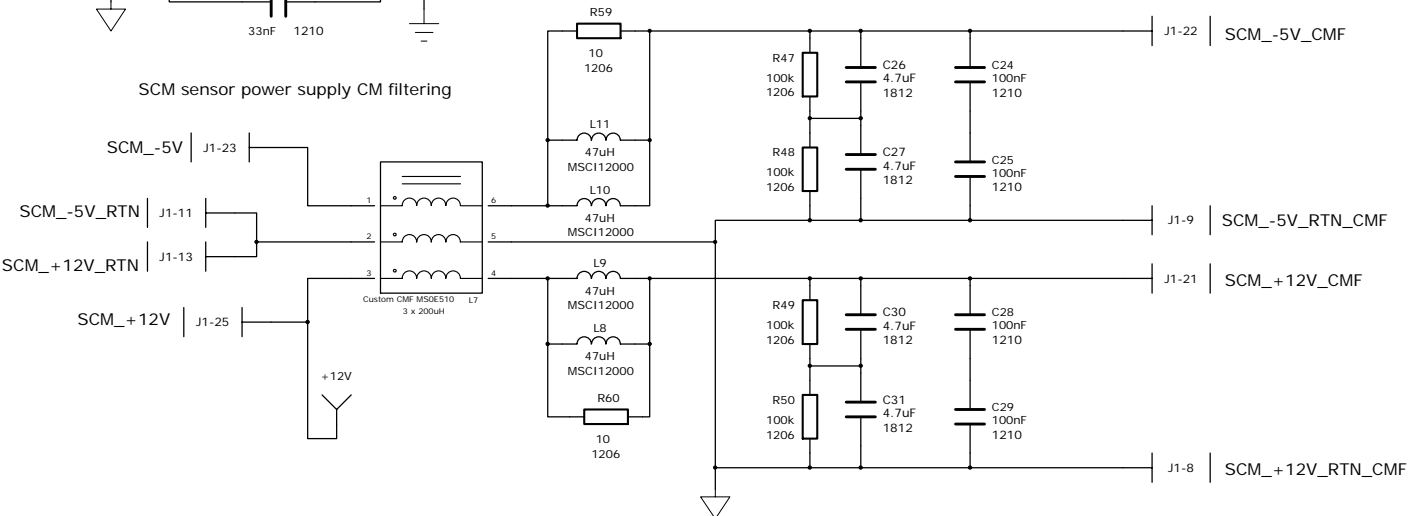 33nF 1210
SCM sensor power supply CM filtering
SCM_-5V J1-23
SCM_-5V_RTN J1-11
SCM_+12V_RTN J1-13
SCM_+12V J1-25
+12V
1 6
2 5
3 4
Custom CMF MS0E510 L7
3 x 200uH
R59
10
1206
L11
47uH
MSCI12000
L10
47uH
MSCI12000
L9
47uH
MSCI12000
L8
47uH
MSCI12000
R60
10
1206
R47
100k
1206
C26
4.7uF
1812
C24
100nF
1210
R48
100k
1206
C27
4.7uF
1812
C25
100nF
1210
R49
100k
1206
C30
4.7uF
1812
C28
100nF
1210
R50
100k
1206
C31
4.7uF
1812
C29
100nF
1210
J1-22 SCM_-5V_CMF
J1-9 SCM_-5V_RTN_CMF
J1-21 SCM_+12V_CMF
J1-8 SCM_+12V_RTN_CMF